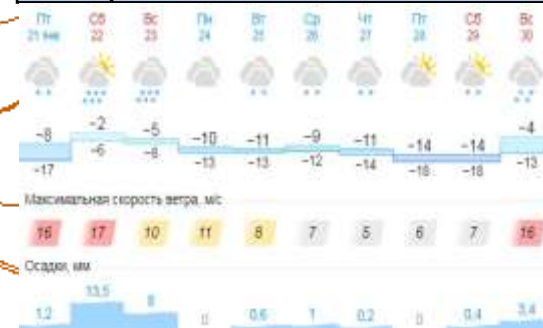 Пт Сб Вс Пн Вт Ср Чт Пт Сб Вс
21 янв 22 23 24 25 26 27 28 29 30
-8 -2 -5 -10 -11 -9 -11 -14 -14 -4
-17 -6 -8 -13 -13 -12 -14 -18 -18 -13
Максимальная скорость ветра, м/с
16 17 10 11 8 7 5 6 7 16
Осадки, мм
1,2 13,5 8 0 0,6 1 0,2 0 0,4 3,4